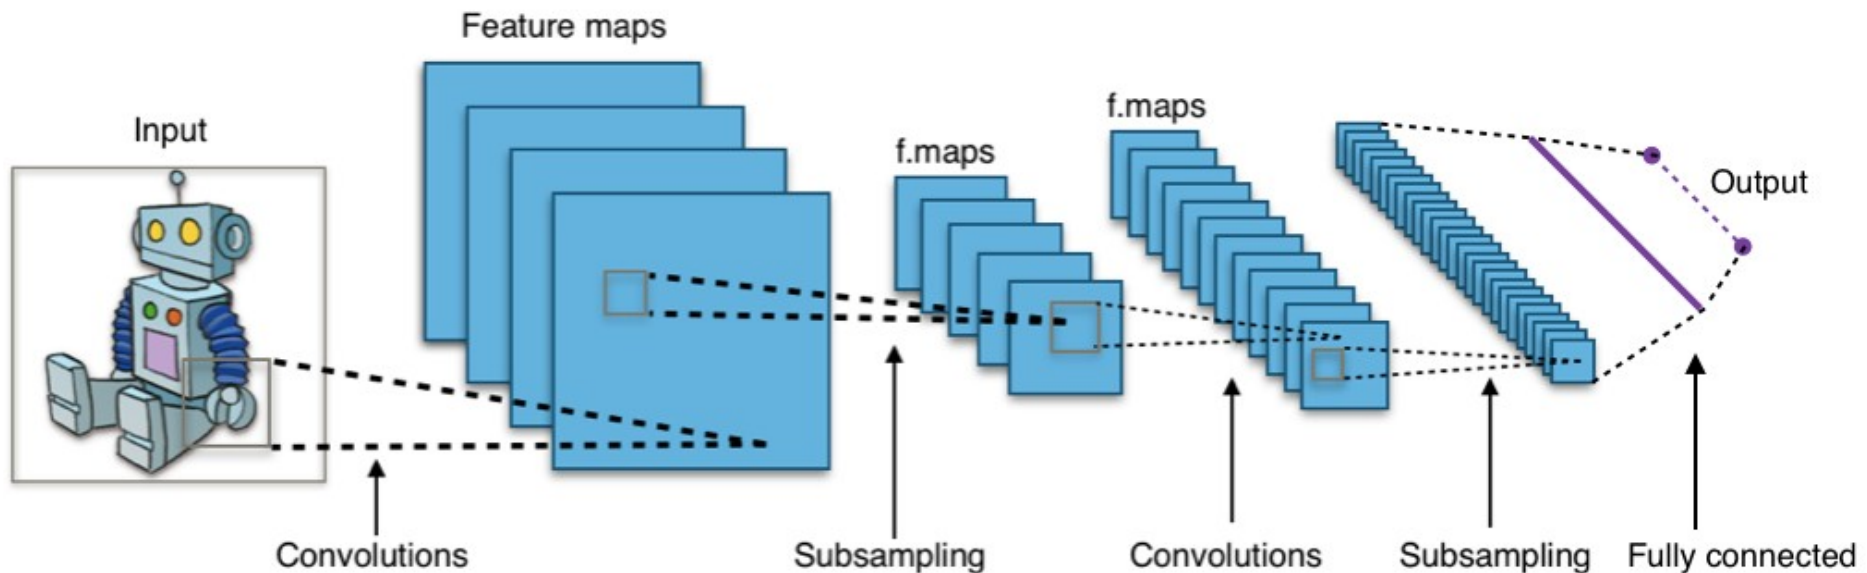 Feature maps
f.maps
Input
f.maps
Output
Convolutions
Subsampling
Convolutions
Subsampling
Fully connected